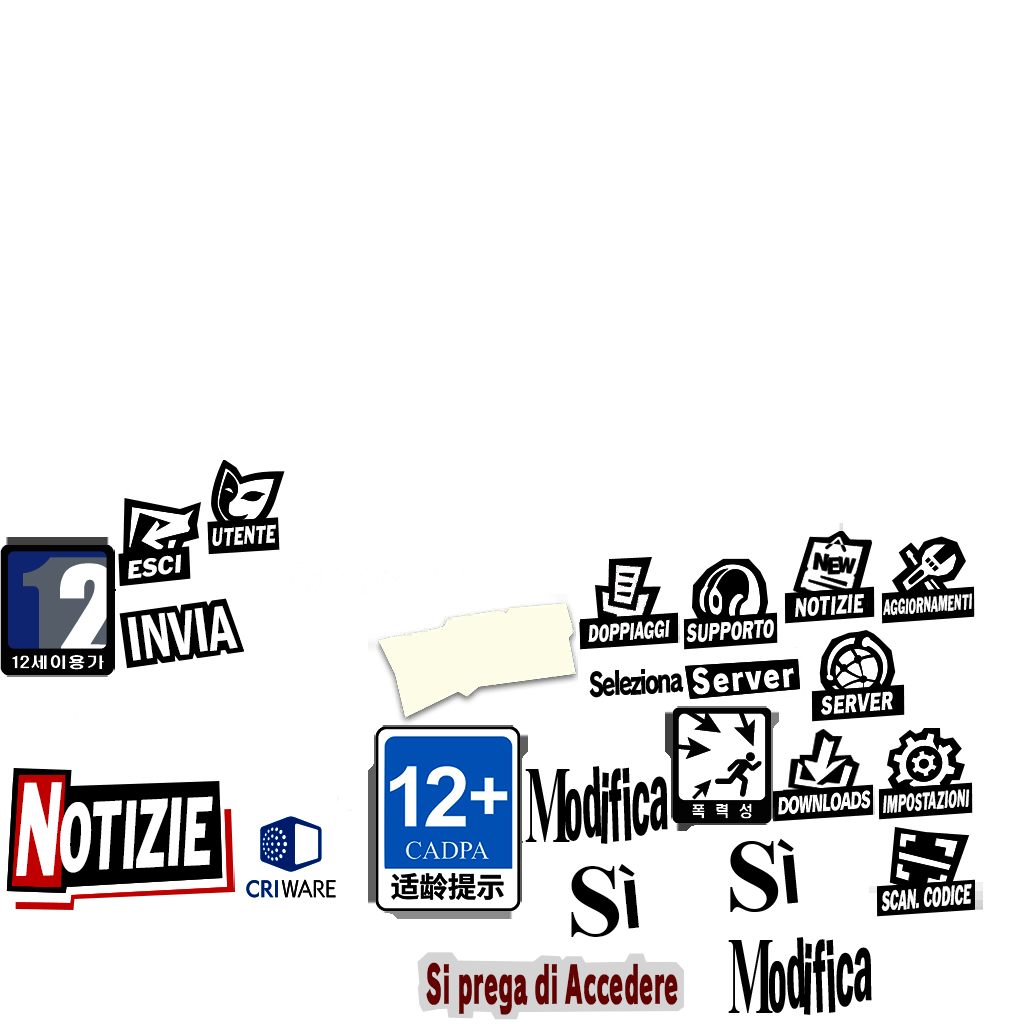 UTENTE
ESCI
12
12세이용가
INVIA
NEW
NOTIZIE
AGGIORNAMENTI
DOPPIAGGI
SUPPORTO
Seleziona Server
SERVER
12+
CADPA
适龄提示
Modifica
폭력성
DOWNLOADS
IMPOSTAZIONI
NOTIZIE
CRIWARE
Sì
Sì
SCAN. CODICE
Si prega di Accedere
Modifica